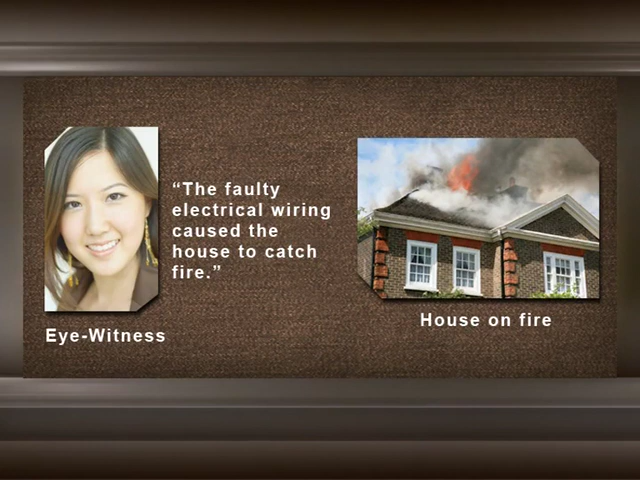 “The faulty
electrical wiring
caused the
house to catch
fire.”
Eye-Witness
House on fire